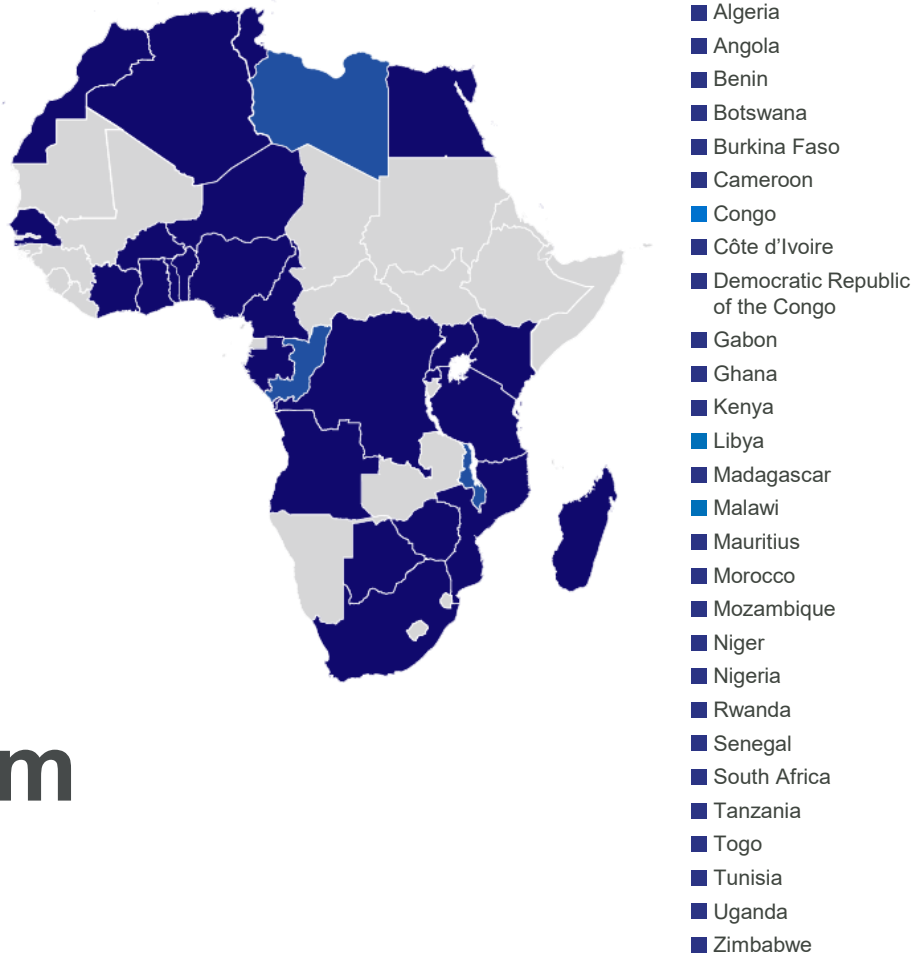 Algeria
Angola
Benin
Botswana
Burkina Faso
Cameroon
Congo
Côte d’Ivoire
Democratic Republic
of the Congo
Gabon
Ghana
Kenya
Libya
Madagascar
Malawi
Mauritius
Morocco
Mozambique
Niger
Nigeria
Rwanda
Senegal
South Africa
Tanzania
Togo
Tunisia
Uganda
Zimbabwe
m